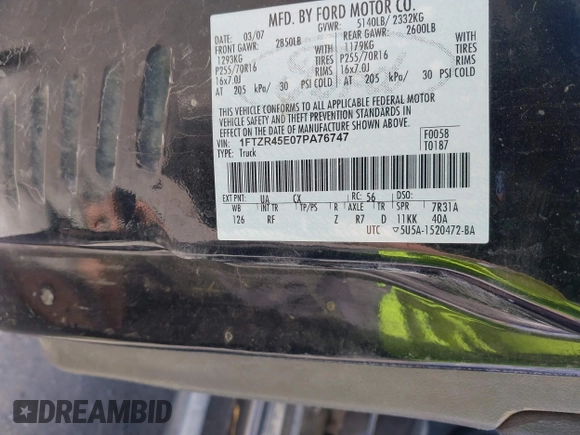 MFD. BY FORD MOTOR CO.
DATE: 03/07 GVWR: 5140LB/ 2332KG
FRONT GAWR: 2850LB REAR GAWR: 2600LB
1293KG WITH 1179KG WITH
P255/70R16 TIRES P255/70R16 TIRES
16x7.0J RIMS 16x7.0J RIMS
AT 205 kPa/ 30 PSI COLD AT 205 kPa/ 30 PSI COLD
THIS VEHICLE CONFORMS TO ALL APPLICABLE FEDERAL MOTOR
VEHICLE SAFETY AND THEFT PREVENTION STANDARDS IN EFFECT
ON THE DATE OF MANUFACTURE SHOWN ABOVE.
VIN: 1FTZR45E07PA76747 F0058
TYPE: Truck T0187
EXT PNT: UA CX RC: 56 DSO:
WB INT TR TP/PS R AXLE TR SPR 7R31A
126 RF Z R7 D 11KK 40A
UTC ▽5U5A-1520472-BA
DREAMBID